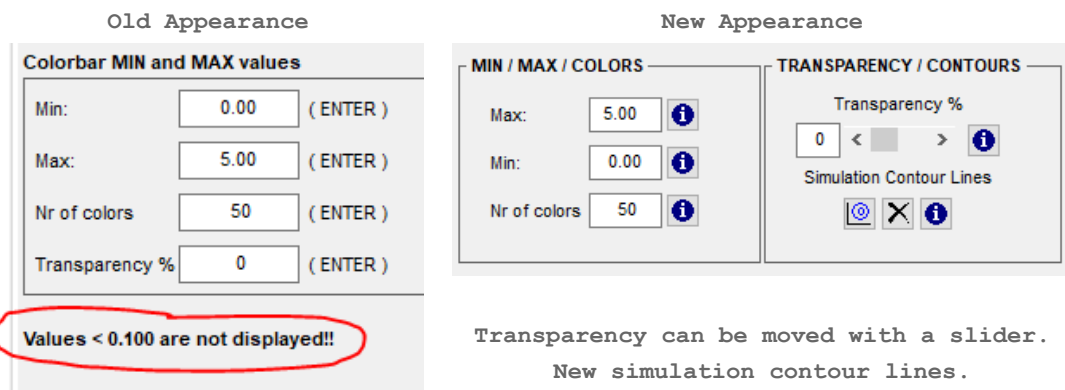 Old Appearance
Colorbar MIN and MAX values
Min: 0.00 ( ENTER )
Max: 5.00 ( ENTER )
Nr of colors 50 ( ENTER )
Transparency % 0 ( ENTER )
Values < 0.100 are not displayed!!
New Appearance
MIN / MAX / COLORS
Max: 5.00 i
Min: 0.00 i
Nr of colors 50 i
TRANSPARENCY / CONTOURS
Transparency %
0 < > i
Simulation Contour Lines
i
Transparency can be moved with a slider.
New simulation contour lines.